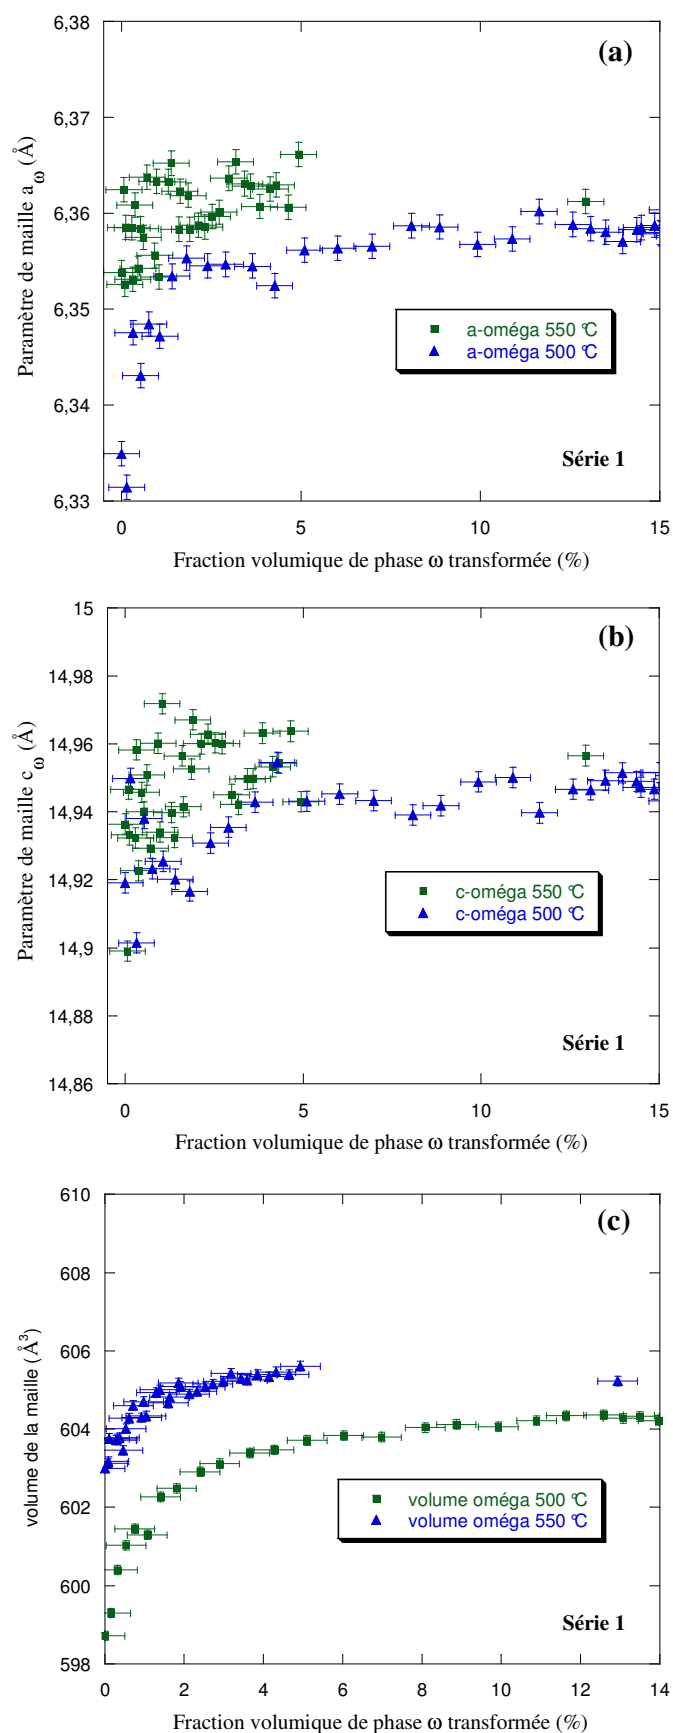 6,38
(a)
6,37
6,36
6,35
6,34
6,33
Paramètre de maille a ω (Å)
a-oméga 550 °C
a-oméga 500 °C
Série 1
0 5 10 15
Fraction volumique de phase ω transformée (%)
15
(b)
14,98
14,96
14,94
14,92
14,9
14,88
14,86
Paramètre de maille c ω (Å)
c-oméga 550 °C
c-oméga 500 °C
Série 1
0 5 10 15
Fraction volumique de phase ω transformée (%)
610
(c)
608
606
604
602
600
598
volume de la maille (Å³)
volume oméga 500 °C
volume oméga 550 °C
Série 1
0 2 4 6 8 10 12 14
Fraction volumique de phase ω transformée (%)